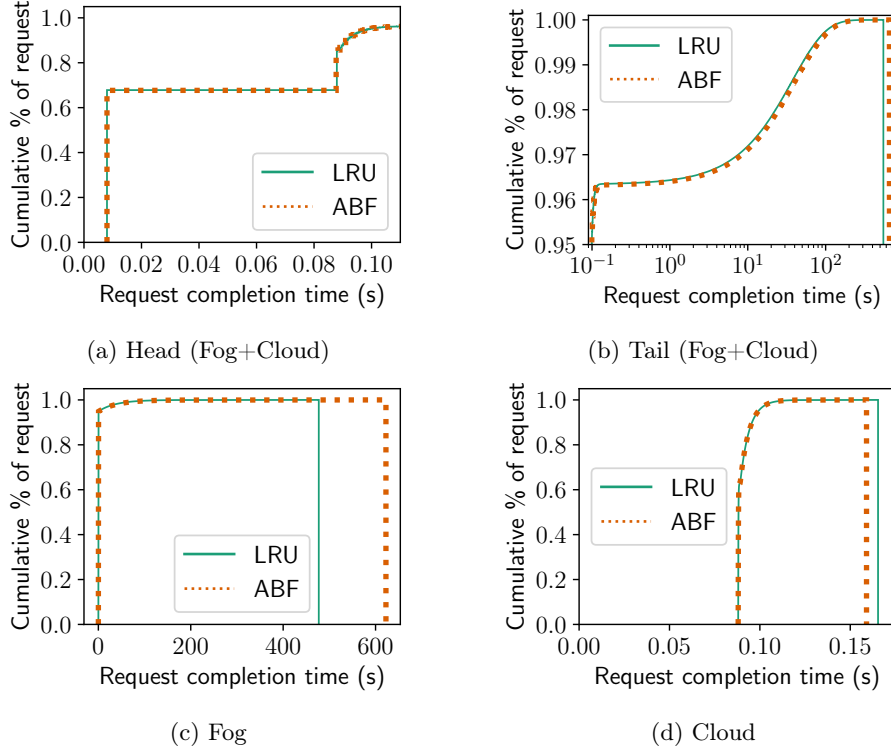 Cumulative % of request
1.0
0.8
0.6
0.4
0.2
0.0
0.00 0.02 0.04 0.06 0.08 0.10
Request completion time (s)
LRU
ABF
(a) Head (Fog+Cloud)
Cumulative % of request
1.00
0.99
0.98
0.97
0.96
0.95
10⁻¹ 10⁰ 10¹ 10²
Request completion time (s)
LRU
ABF
(b) Tail (Fog+Cloud)
Cumulative % of request
1.0
0.8
0.6
0.4
0.2
0.0
0 200 400 600
Request completion time (s)
LRU
ABF
(c) Fog
Cumulative % of request
1.0
0.8
0.6
0.4
0.2
0.0
0.00 0.05 0.10 0.15
Request completion time (s)
LRU
ABF
(d) Cloud